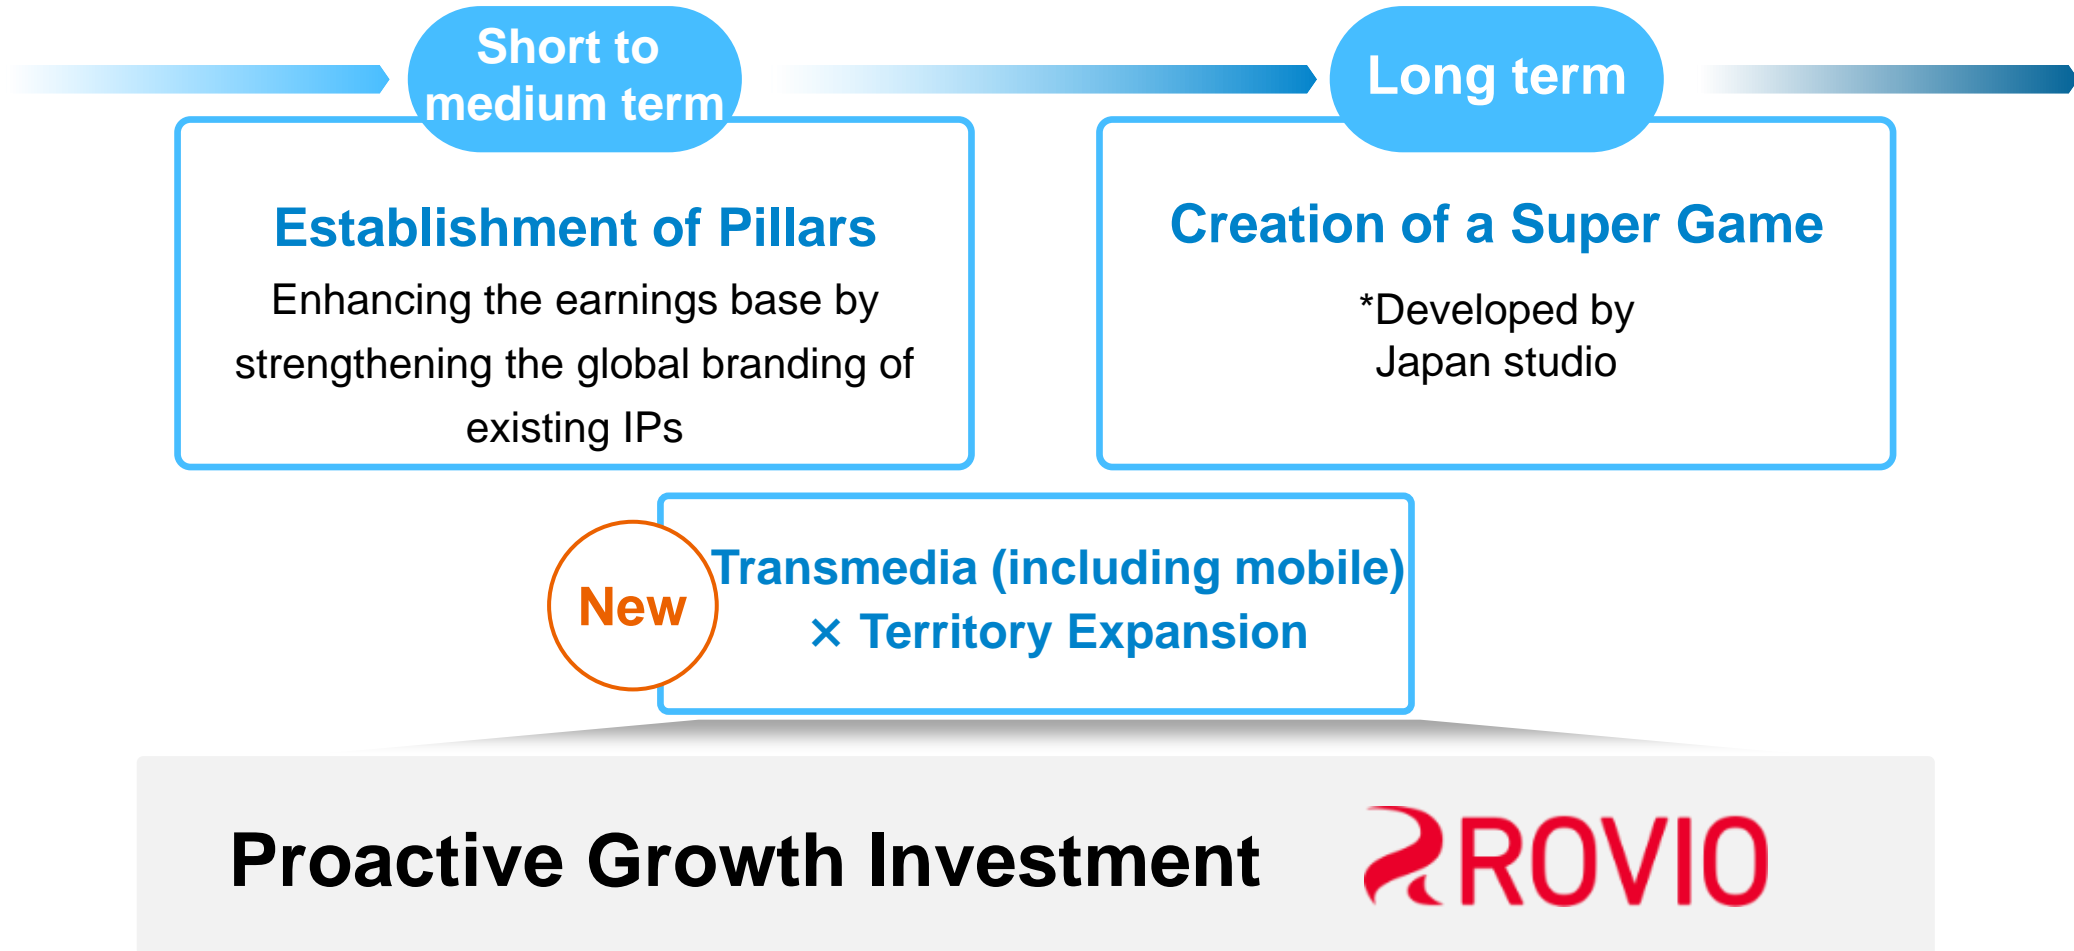 Short to
medium term
Long term
Establishment of Pillars
Enhancing the earnings base by
strengthening the global branding of
existing IPs
Creation of a Super Game
*Developed by
Japan studio
New
Transmedia (including mobile)
× Territory Expansion
Proactive Growth Investment
ROVIO